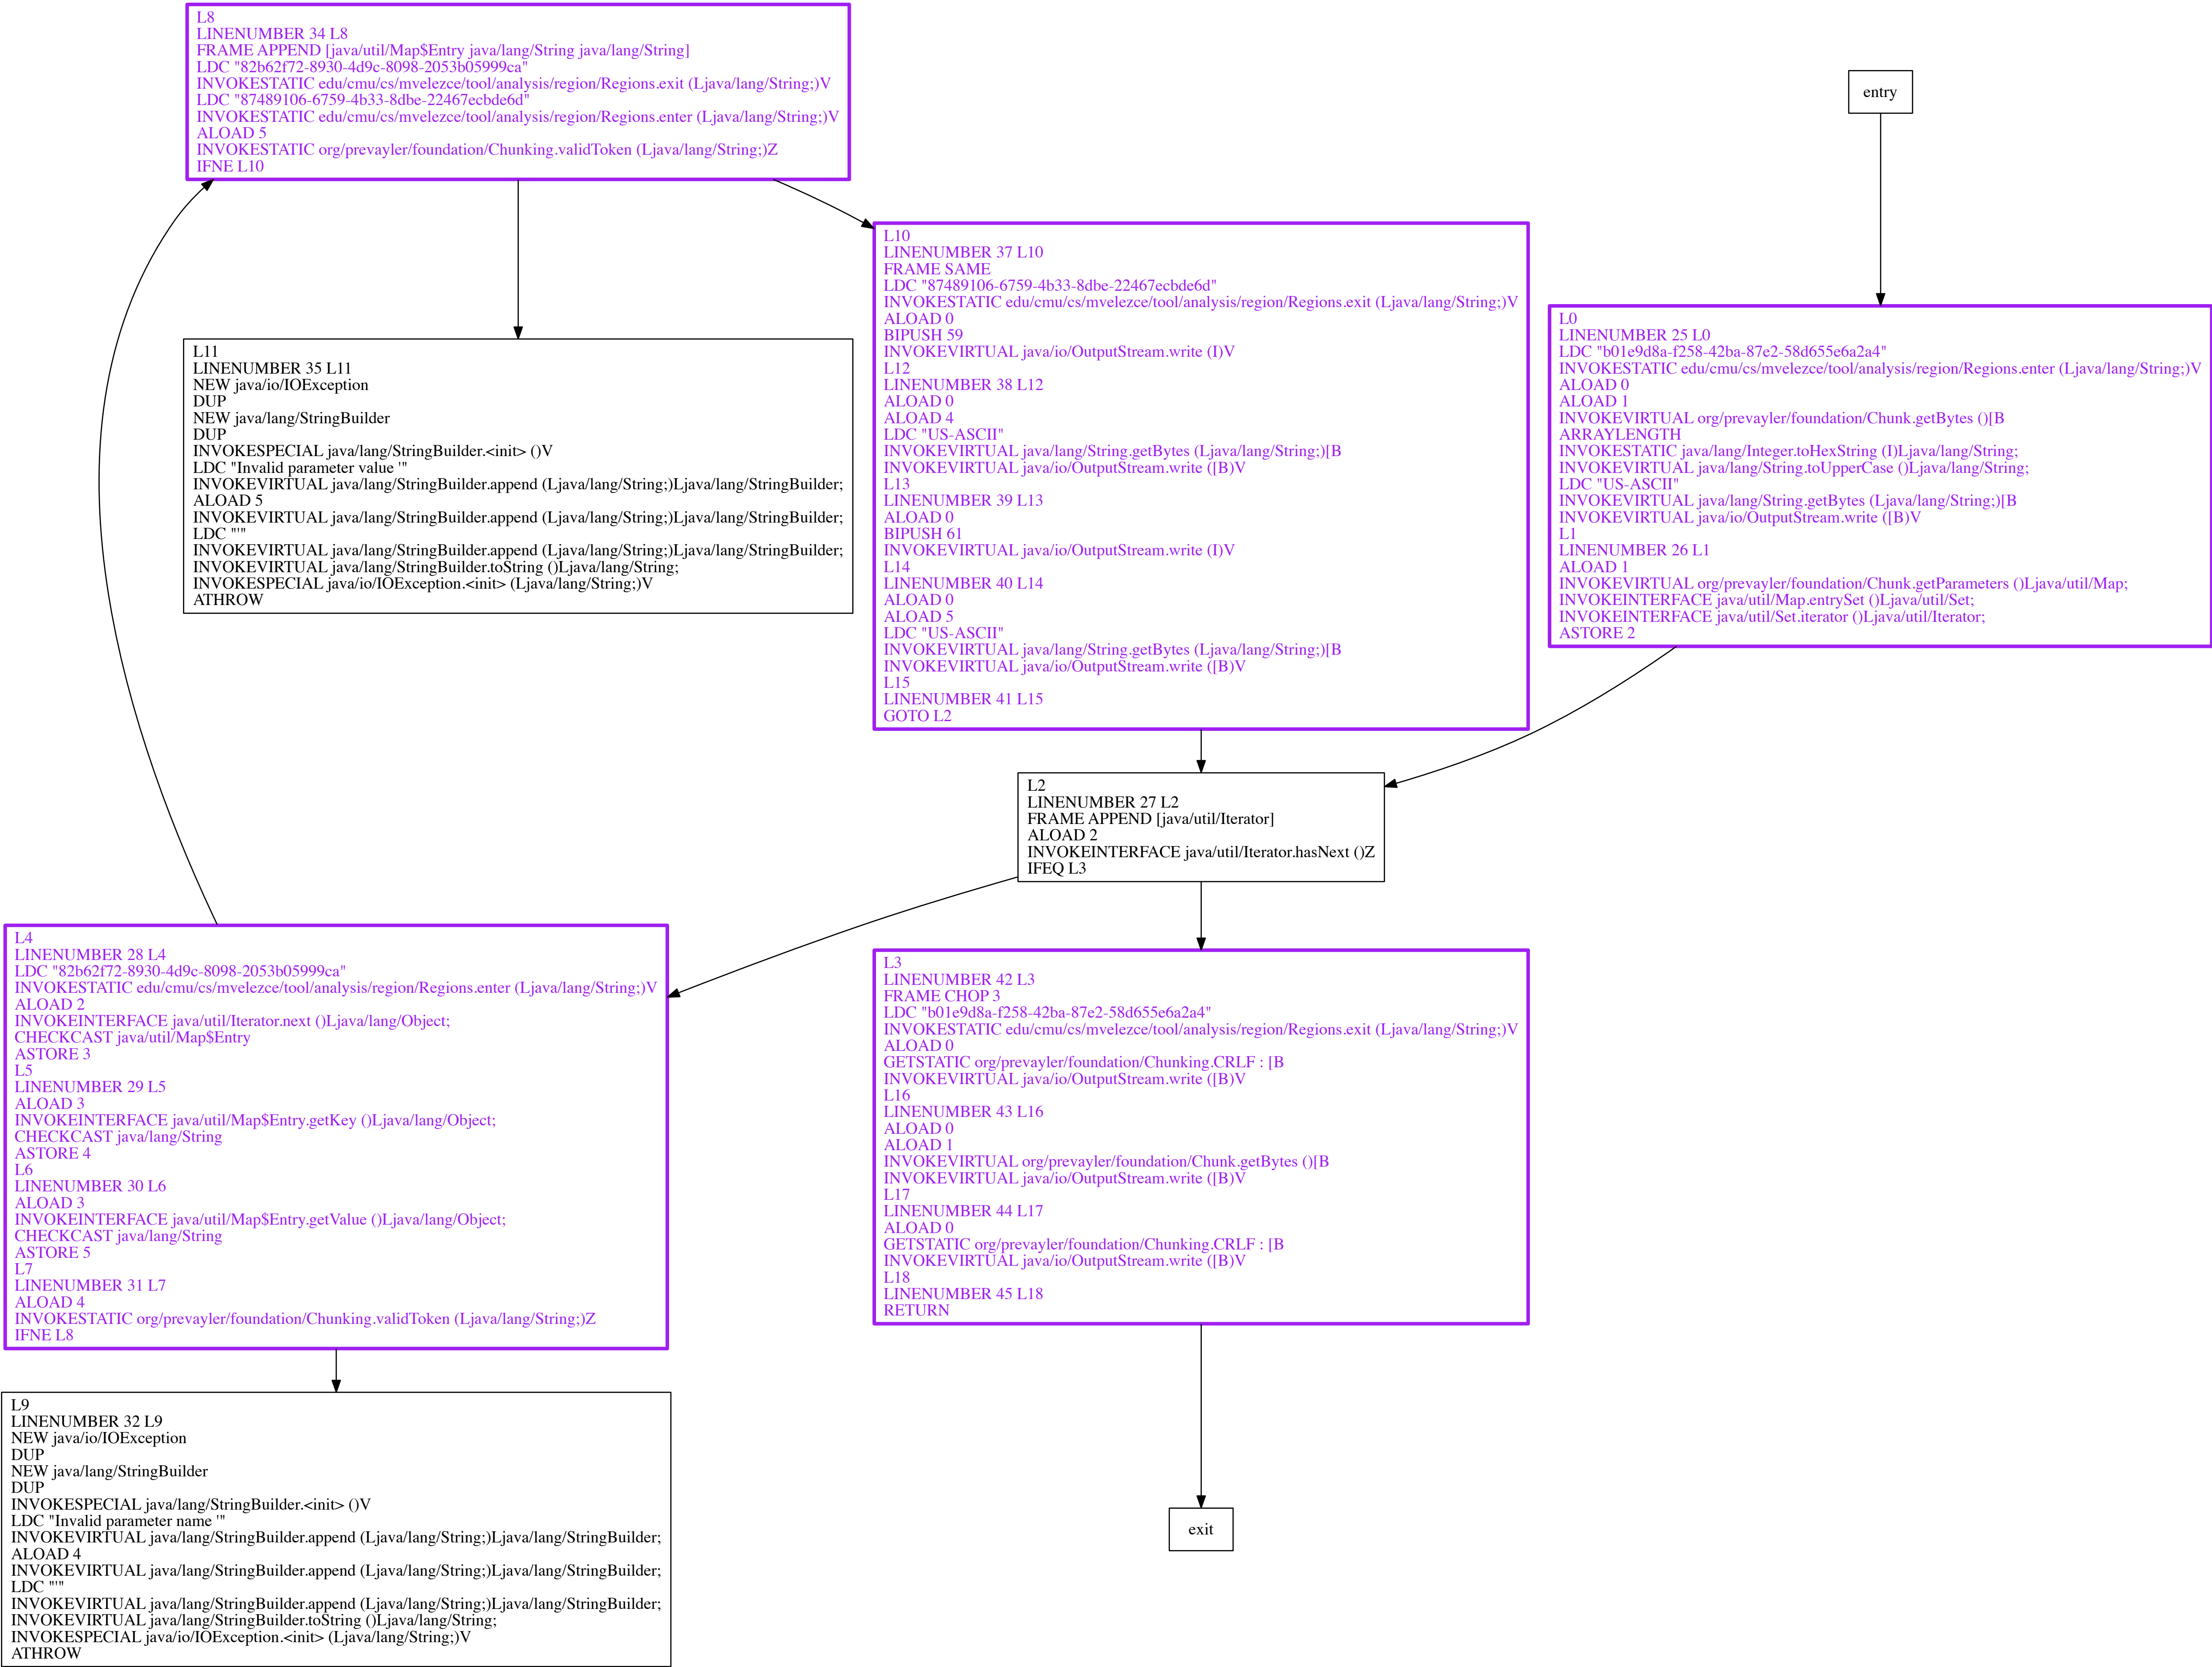 L8
LINENUMBER 34 L8
FRAME APPEND [java/util/Map$Entry java/lang/String java/lang/String]
LDC "82b62f72-8930-4d9c-8098-2053b05999ca"
INVOKESTATIC edu/cmu/cs/mvelezce/tool/analysis/region/Regions.exit (Ljava/lang/String;)V
LDC "87489106-6759-4b33-8dbe-22467ecbde6d"
INVOKESTATIC edu/cmu/cs/mvelezce/tool/analysis/region/Regions.enter (Ljava/lang/String;)V
ALOAD 5
INVOKESTATIC org/prevayler/foundation/Chunking.validToken (Ljava/lang/String;)Z
IFNE L10
entry
L10
LINENUMBER 37 L10
FRAME SAME
LDC "87489106-6759-4b33-8dbe-22467ecbde6d"
INVOKESTATIC edu/cmu/cs/mvelezce/tool/analysis/region/Regions.exit (Ljava/lang/String;)V
ALOAD 0
BIPUSH 59
INVOKEVIRTUAL java/io/OutputStream.write (I)V
L12
LINENUMBER 38 L12
ALOAD 0
ALOAD 4
LDC "US-ASCII"
INVOKEVIRTUAL java/lang/String.getBytes (Ljava/lang/String;)[B
INVOKEVIRTUAL java/io/OutputStream.write ([B)V
L13
LINENUMBER 39 L13
ALOAD 0
BIPUSH 61
INVOKEVIRTUAL java/io/OutputStream.write (I)V
L14
LINENUMBER 40 L14
ALOAD 0
ALOAD 5
LDC "US-ASCII"
INVOKEVIRTUAL java/lang/String.getBytes (Ljava/lang/String;)[B
INVOKEVIRTUAL java/io/OutputStream.write ([B)V
L15
LINENUMBER 41 L15
GOTO L2
L0
LINENUMBER 25 L0
LDC "b01e9d8a-f258-42ba-87e2-58d655e6a2a4"
INVOKESTATIC edu/cmu/cs/mvelezce/tool/analysis/region/Regions.enter (Ljava/lang/String;)V
ALOAD 0
ALOAD 1
INVOKEVIRTUAL org/prevayler/foundation/Chunk.getBytes ()[B
ARRAYLENGTH
INVOKESTATIC java/lang/Integer.toHexString (I)Ljava/lang/String;
INVOKEVIRTUAL java/lang/String.toUpperCase ()Ljava/lang/String;
LDC "US-ASCII"
INVOKEVIRTUAL java/lang/String.getBytes (Ljava/lang/String;)[B
INVOKEVIRTUAL java/io/OutputStream.write ([B)V
L1
LINENUMBER 26 L1
ALOAD 1
INVOKEVIRTUAL org/prevayler/foundation/Chunk.getParameters ()Ljava/util/Map;
INVOKEINTERFACE java/util/Map.entrySet ()Ljava/util/Set;
INVOKEINTERFACE java/util/Set.iterator ()Ljava/util/Iterator;
ASTORE 2
L11
LINENUMBER 35 L11
NEW java/io/IOException
DUP
NEW java/lang/StringBuilder
DUP
INVOKESPECIAL java/lang/StringBuilder.<init> ()V
LDC "Invalid parameter value '"
INVOKEVIRTUAL java/lang/StringBuilder.append (Ljava/lang/String;)Ljava/lang/StringBuilder;
ALOAD 5
INVOKEVIRTUAL java/lang/StringBuilder.append (Ljava/lang/String;)Ljava/lang/StringBuilder;
LDC "'"
INVOKEVIRTUAL java/lang/StringBuilder.append (Ljava/lang/String;)Ljava/lang/StringBuilder;
INVOKEVIRTUAL java/lang/StringBuilder.toString ()Ljava/lang/String;
INVOKESPECIAL java/io/IOException.<init> (Ljava/lang/String;)V
ATHROW
L2
LINENUMBER 27 L2
FRAME APPEND [java/util/Iterator]
ALOAD 2
INVOKEINTERFACE java/util/Iterator.hasNext ()Z
IFEQ L3
L4
LINENUMBER 28 L4
LDC "82b62f72-8930-4d9c-8098-2053b05999ca"
INVOKESTATIC edu/cmu/cs/mvelezce/tool/analysis/region/Regions.enter (Ljava/lang/String;)V
ALOAD 2
INVOKEINTERFACE java/util/Iterator.next ()Ljava/lang/Object;
CHECKCAST java/util/Map$Entry
ASTORE 3
L5
LINENUMBER 29 L5
ALOAD 3
INVOKEINTERFACE java/util/Map$Entry.getKey ()Ljava/lang/Object;
CHECKCAST java/lang/String
ASTORE 4
L6
LINENUMBER 30 L6
ALOAD 3
INVOKEINTERFACE java/util/Map$Entry.getValue ()Ljava/lang/Object;
CHECKCAST java/lang/String
ASTORE 5
L7
LINENUMBER 31 L7
ALOAD 4
INVOKESTATIC org/prevayler/foundation/Chunking.validToken (Ljava/lang/String;)Z
IFNE L8
L3
LINENUMBER 42 L3
FRAME CHOP 3
LDC "b01e9d8a-f258-42ba-87e2-58d655e6a2a4"
INVOKESTATIC edu/cmu/cs/mvelezce/tool/analysis/region/Regions.exit (Ljava/lang/String;)V
ALOAD 0
GETSTATIC org/prevayler/foundation/Chunking.CRLF : [B
INVOKEVIRTUAL java/io/OutputStream.write ([B)V
L16
LINENUMBER 43 L16
ALOAD 0
ALOAD 1
INVOKEVIRTUAL org/prevayler/foundation/Chunk.getBytes ()[B
INVOKEVIRTUAL java/io/OutputStream.write ([B)V
L17
LINENUMBER 44 L17
ALOAD 0
GETSTATIC org/prevayler/foundation/Chunking.CRLF : [B
INVOKEVIRTUAL java/io/OutputStream.write ([B)V
L18
LINENUMBER 45 L18
RETURN
L9
LINENUMBER 32 L9
NEW java/io/IOException
DUP
NEW java/lang/StringBuilder
DUP
INVOKESPECIAL java/lang/StringBuilder.<init> ()V
LDC "Invalid parameter name '"
INVOKEVIRTUAL java/lang/StringBuilder.append (Ljava/lang/String;)Ljava/lang/StringBuilder;
ALOAD 4
INVOKEVIRTUAL java/lang/StringBuilder.append (Ljava/lang/String;)Ljava/lang/StringBuilder;
LDC "'"
INVOKEVIRTUAL java/lang/StringBuilder.append (Ljava/lang/String;)Ljava/lang/StringBuilder;
INVOKEVIRTUAL java/lang/StringBuilder.toString ()Ljava/lang/String;
INVOKESPECIAL java/io/IOException.<init> (Ljava/lang/String;)V
ATHROW
exit